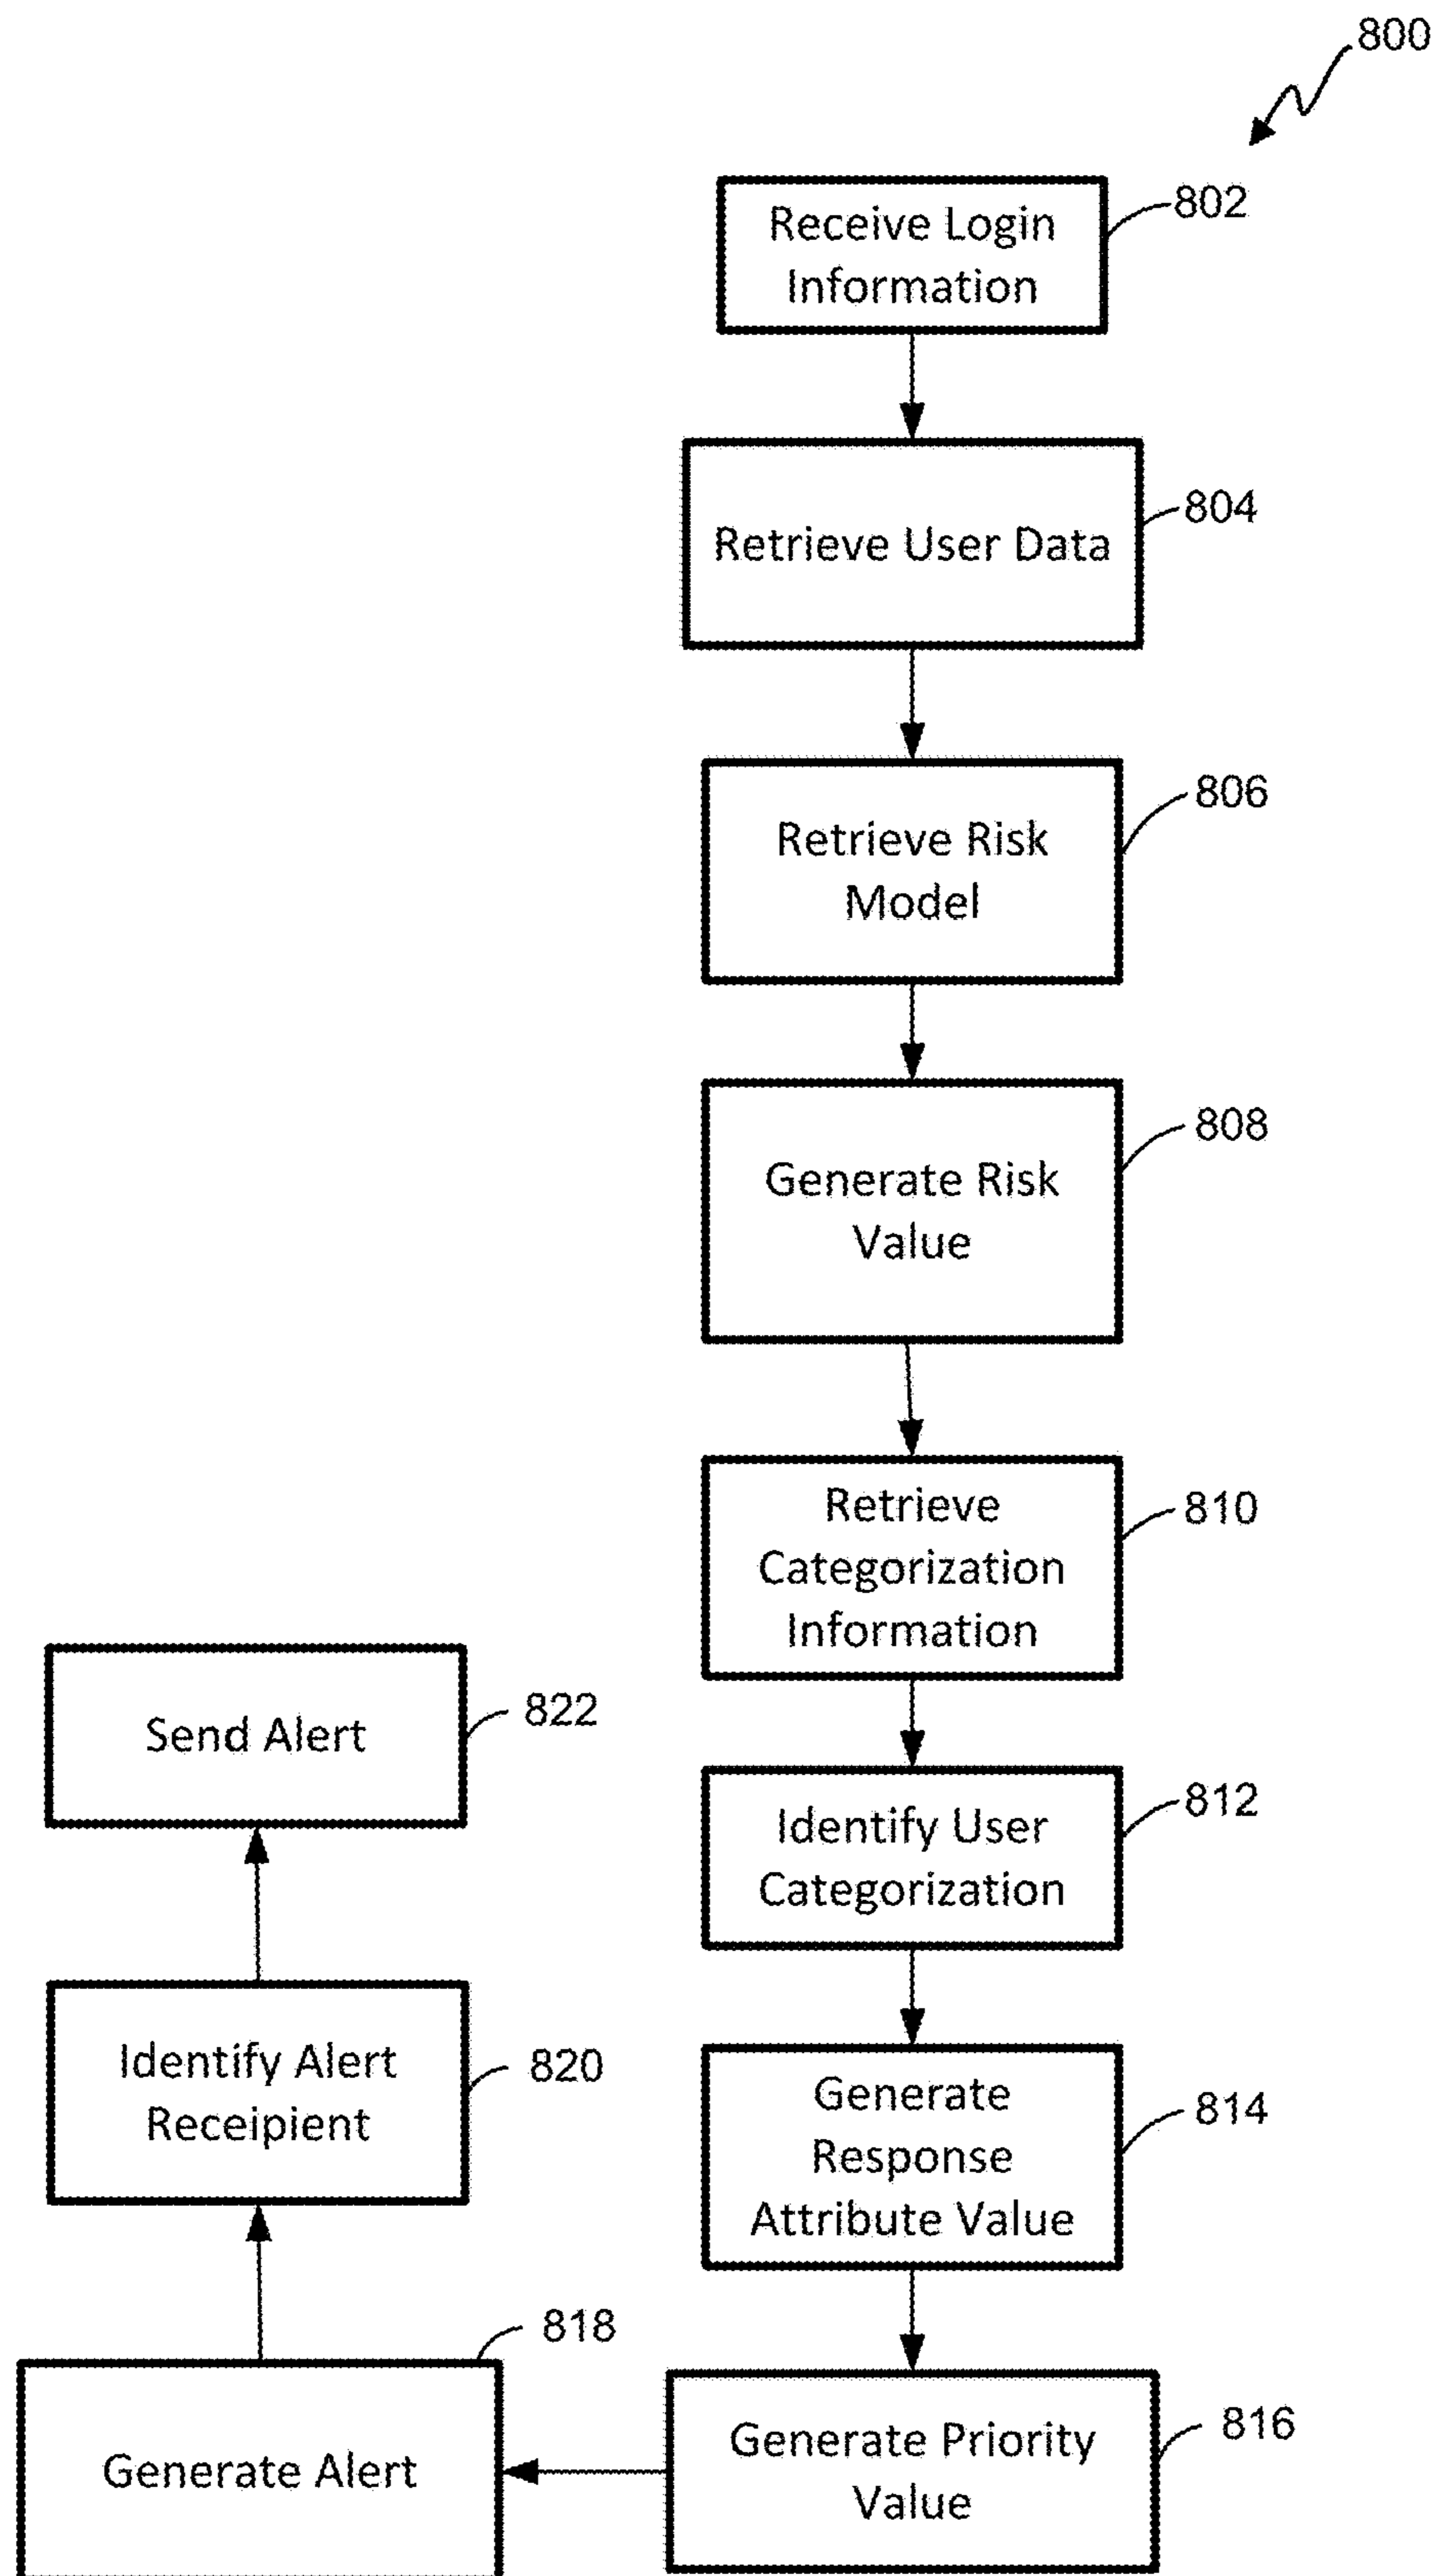 800
Receive Login
Information
802
Retrieve User Data
804
Retrieve Risk
Model
806
Generate Risk
Value
808
Retrieve
Categorization
Information
810
Identify User
Categorization
812
Generate
Response
Attribute Value
814
Generate Priority
Value
816
Generate Alert
818
Identify Alert
Receipient
820
Send Alert
822